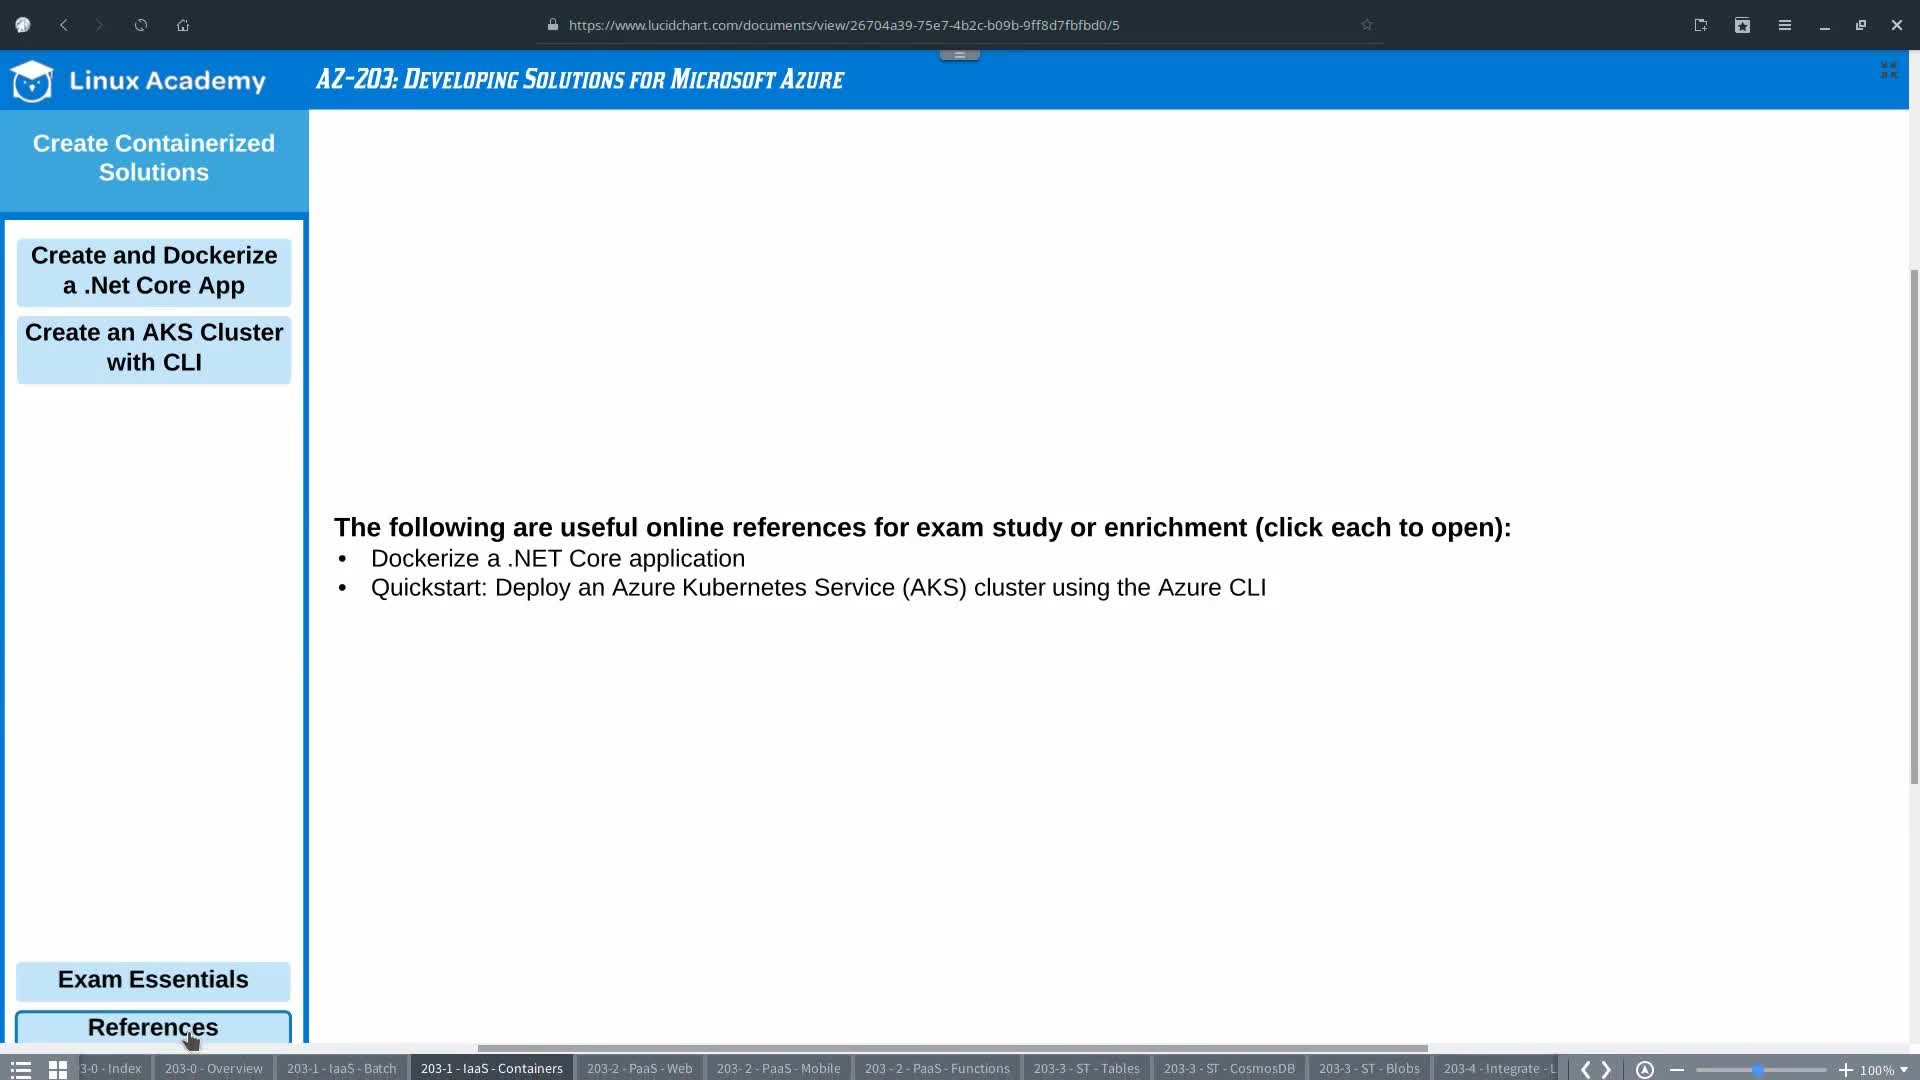 https://www.lucidchart.com/documents/view/26704a39-75e7-4b2c-b09b-9ff8d7fbfbd0/5
Linux Academy
AZ-203: Developing Solutions for Microsoft Azure
Create Containerized
Solutions
Create and Dockerize
a .Net Core App
Create an AKS Cluster
with CLI
The following are useful online references for exam study or enrichment (click each to open):
• Dockerize a .NET Core application
• Quickstart: Deploy an Azure Kubernetes Service (AKS) cluster using the Azure CLI
Exam Essentials
References
3-0 - Index
203-0 - Overview
203-1 - IaaS - Batch
203-1 - IaaS - Containers
203-2 - PaaS - Web
203- 2 - PaaS - Mobile
203 - 2 - PaaS - Functions
203-3 - ST - Tables
203-3 - ST - CosmosDB
203-3 - ST - Blobs
203-4 - Integrate - L
100%